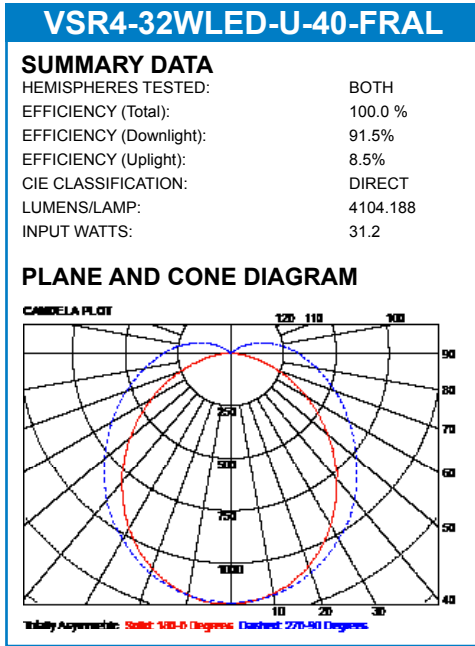 VSR4-32WLED-U-40-FRAL
SUMMARY DATA
HEMISPHERES TESTED: BOTH
EFFICIENCY (Total): 100.0 %
EFFICIENCY (Downlight): 91.5%
EFFICIENCY (Uplight): 8.5%
CIE CLASSIFICATION: DIRECT
LUMENS/LAMP: 4104.188
INPUT WATTS: 31.2
PLANE AND CONE DIAGRAM
CANDELA PLOT
120 110 100
90
80
250
70
500
60
750
50
1000
40
10 20 30
Totally Asymmetric: Solid: 180-0 Degrees Dashed: 270-90 Degrees